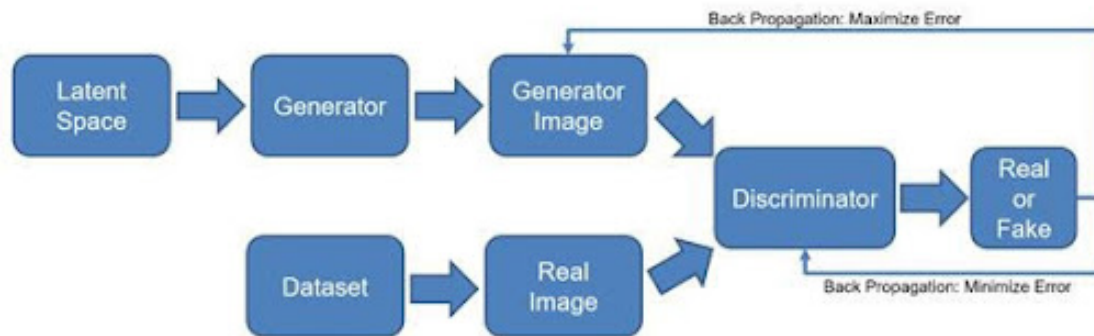 Back Propagation: Maximize Error
Latent
Space
Generator
Generator
Image
Discriminator
Real
or
Fake
Dataset
Real
Image
Back Propagation: Minimize Error